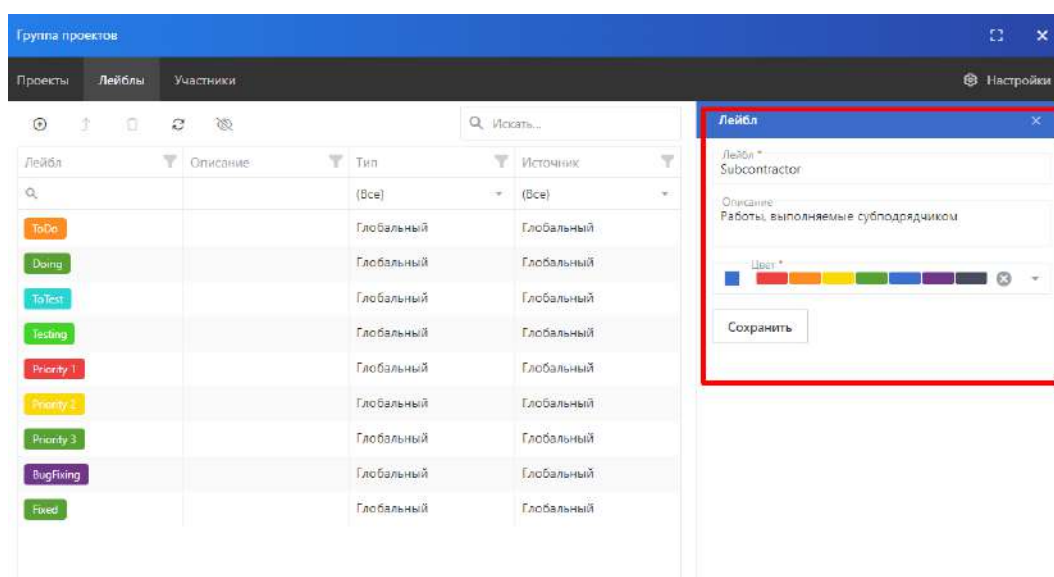 Группа проектов
Проекты Лейблы Участники Настройки
Искать...
Лейбл Описание Тип Источник
(Все) (Все)
ToDo Глобальный Глобальный
Doing Глобальный Глобальный
ToTest Глобальный Глобальный
Testing Глобальный Глобальный
Priority 1 Глобальный Глобальный
Priority 2 Глобальный Глобальный
Priority 3 Глобальный Глобальный
BugFixing Глобальный Глобальный
Fixed Глобальный Глобальный
Лейбл
Лейбл *
Subcontractor
Описание
Работы, выполняемые субподрядчиком
Цвет *
Сохранить